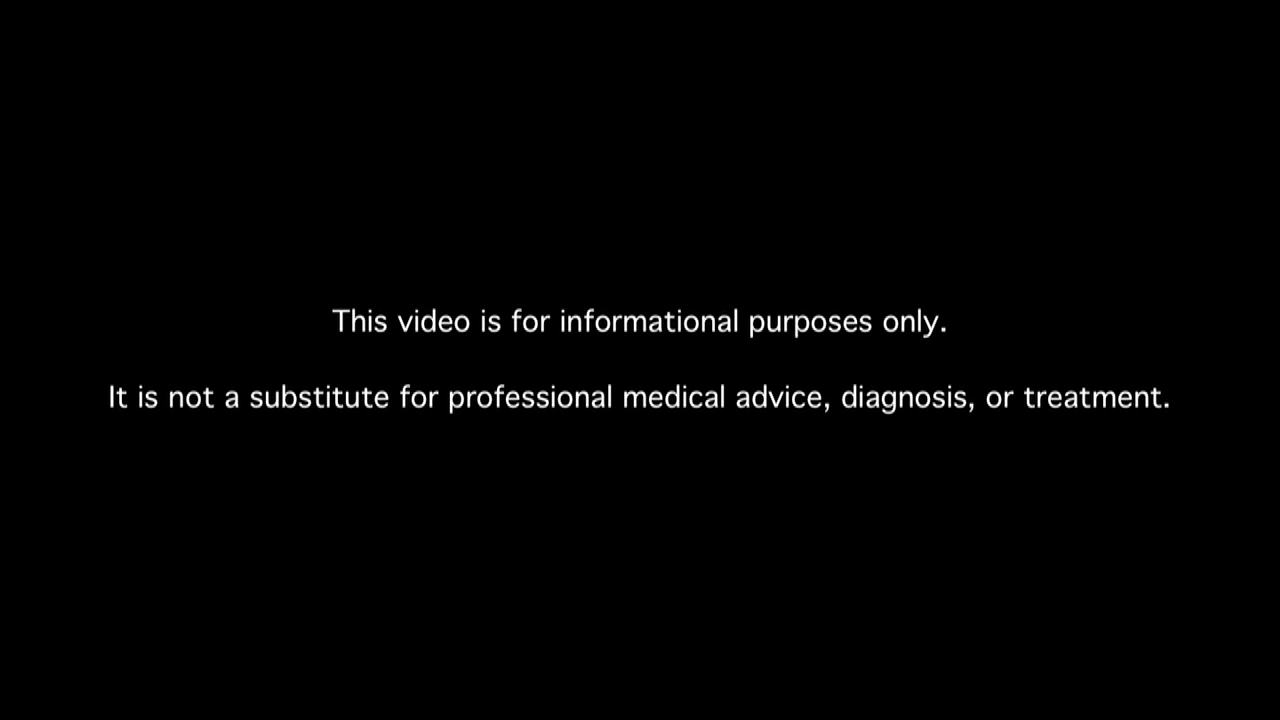 This video is for informational purposes only.
It is not a substitute for professional medical advice, diagnosis, or treatment.